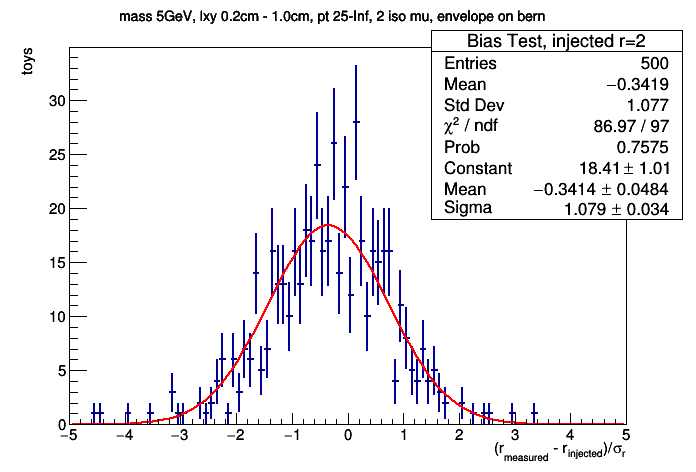 mass 5GeV, lxy 0.2cm - 1.0cm, pt 25-Inf, 2 iso mu, envelope on bern
toys
Bias Test, injected r=2
Entries 500
Mean −0.3419
Std Dev 1.077
χ² / ndf 86.97 / 97
Prob 0.7575
Constant 18.41 ± 1.01
Mean −0.3414 ± 0.0484
Sigma 1.079 ± 0.034
30
25
20
15
10
5
0
−5 −4 −3 −2 −1 0 1 2 3 4 5
(r_measured - r_injected)/σ_r